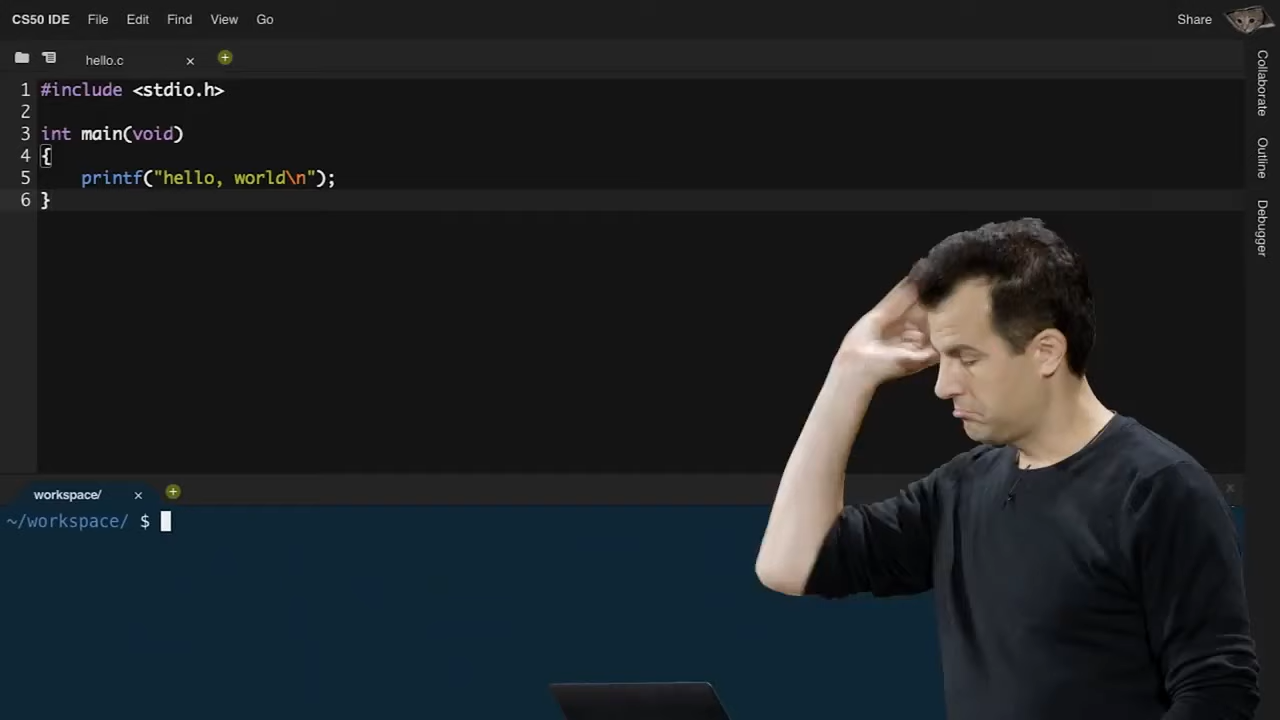 CS50 IDE File Edit Find View Go Share
hello.c
Collaborate
Outline
Debugger
1 #include <stdio.h>
2
3 int main(void)
4 {
5     printf("hello, world\n");
6 }
workspace/
~/workspace/ $